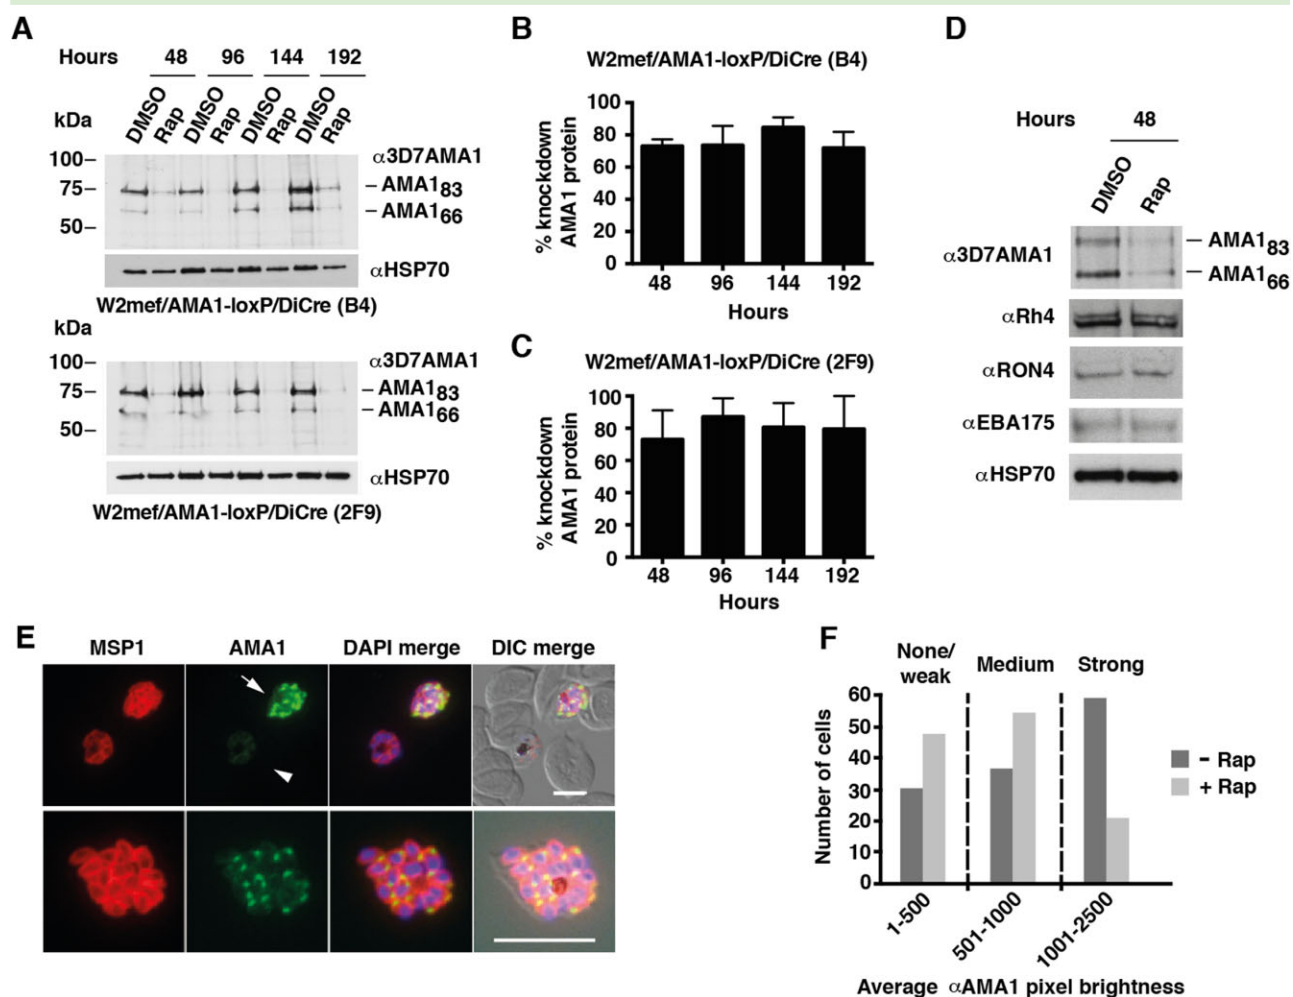 A
Hours 48 96 144 192
kDa DMSO Rap DMSO Rap DMSO Rap DMSO Rap
100– α3D7AMA1
75– – AMA183
– AMA166
50–
αHSP70
W2mef/AMA1-loxP/DiCre (B4)
kDa
100– α3D7AMA1
75– – AMA183
– AMA166
50–
αHSP70
W2mef/AMA1-loxP/DiCre (2F9)
B
W2mef/AMA1-loxP/DiCre (B4)
% knockdown
AMA1 protein
100
80
60
40
20
0
48 96 144 192
Hours
C
W2mef/AMA1-loxP/DiCre (2F9)
% knockdown
AMA1 protein
100
80
60
40
20
0
48 96 144 192
Hours
D
Hours 48
DMSO Rap
α3D7AMA1 – AMA183
– AMA166
αRh4
αRON4
αEBA175
αHSP70
E
MSP1 AMA1 DAPI merge DIC merge
F
None/
weak Medium Strong
Number of cells
60
50
40
30
20
10
0
1-500 501-1000 1001-2500
Average αAMA1 pixel brightness
- Rap
+ Rap